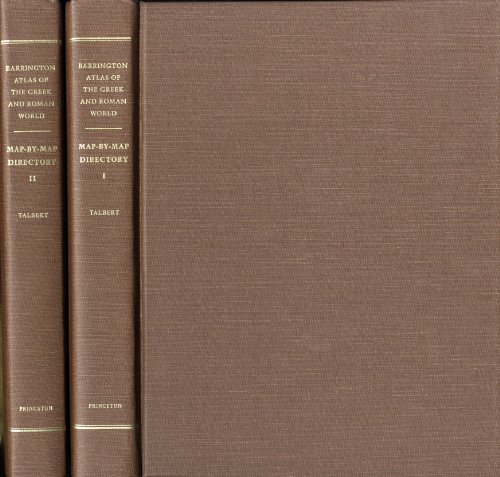 BARRINGTON
ATLAS OF
THE GREEK
AND ROMAN
WORLD
MAP-BY-MAP
DIRECTORY
II
TALBERT
PRINCETON
BARRINGTON
ATLAS OF
THE GREEK
AND ROMAN
WORLD
MAP-BY-MAP
DIRECTORY
I
TALBERT
PRINCETON